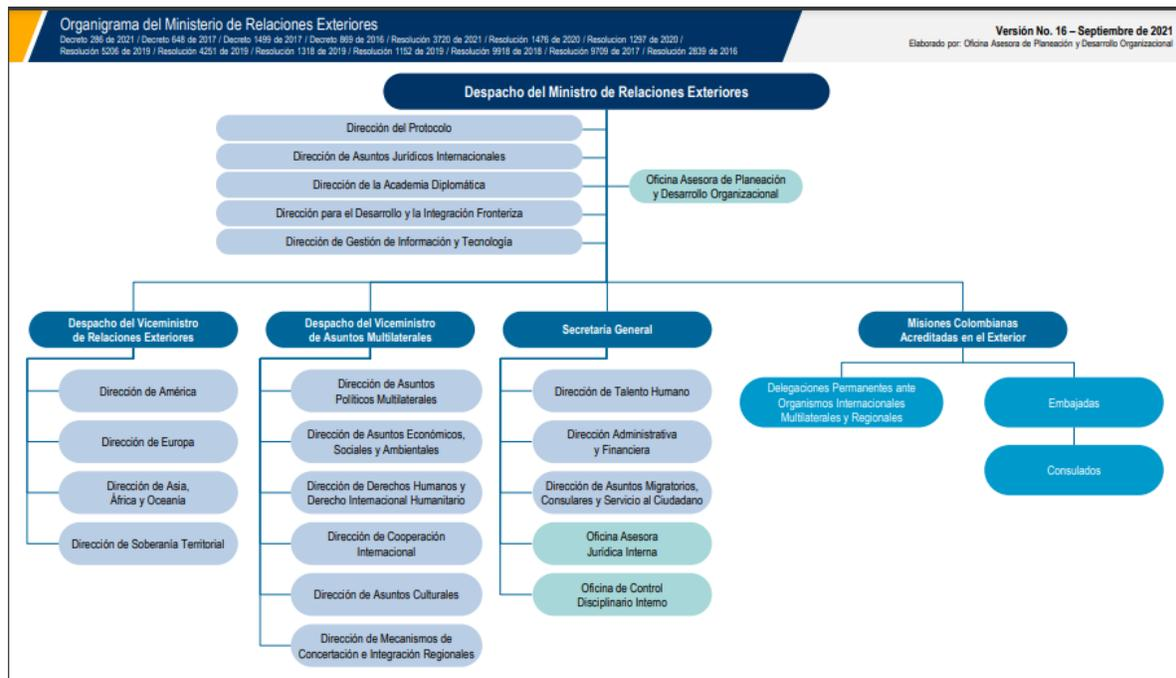 Organigrama del Ministerio de Relaciones Exteriores
Decreto 286 de 2021 / Decreto 648 de 2017 / Decreto 1499 de 2017 / Decreto 869 de 2016 / Resolución 3720 de 2021 / Resolución 1476 de 2020 / Resolucion 1297 de 2020 /
Resolución 5206 de 2019 / Resolución 4251 de 2019 / Resolución 1318 de 2019 / Resolución 1152 de 2019 / Resolución 9918 de 2018 / Resolución 9709 de 2017 / Resolución 2839 de 2016
Versión No. 16 – Septiembre de 2021
Elaborado por: Oficina Asesora de Planeación y Desarrollo Organizacional
Despacho del Ministro de Relaciones Exteriores
Dirección del Protocolo
Dirección de Asuntos Jurídicos Internacionales
Dirección de la Academia Diplomática
Dirección para el Desarrollo y la Integración Fronteriza
Dirección de Gestión de Información y Tecnología
Oficina Asesora de Planeación
y Desarrollo Organizacional
Despacho del Viceministro
de Relaciones Exteriores
Dirección de América
Dirección de Europa
Dirección de Asia,
África y Oceanía
Dirección de Soberanía Territorial
Despacho del Viceministro
de Asuntos Multilaterales
Dirección de Asuntos
Políticos Multilaterales
Dirección de Asuntos Económicos,
Sociales y Ambientales
Dirección de Derechos Humanos y
Derecho Internacional Humanitario
Dirección de Cooperación
Internacional
Dirección de Asuntos Culturales
Dirección de Mecanismos de
Concertación e Integración Regionales
Secretaría General
Dirección de Talento Humano
Dirección Administrativa
y Financiera
Dirección de Asuntos Migratorios,
Consulares y Servicio al Ciudadano
Oficina Asesora
Jurídica Interna
Oficina de Control
Disciplinario Interno
Misiones Colombianas
Acreditadas en el Exterior
Delegaciones Permanentes ante
Organismos Internacionales
Multilaterales y Regionales
Embajadas
Consulados